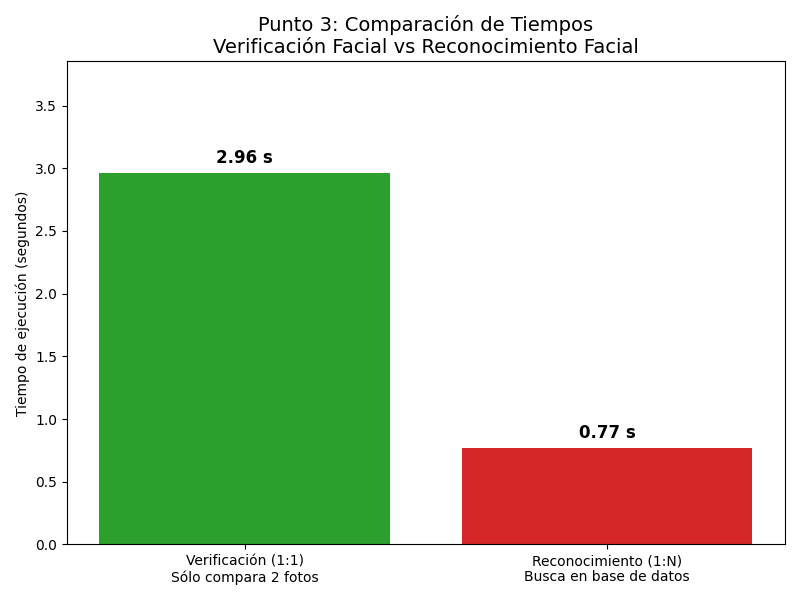 Punto 3: Comparación de Tiempos
Verificación Facial vs Reconocimiento Facial
Tiempo de ejecución (segundos)
3.5
3.0
2.5
2.0
1.5
1.0
0.5
0.0
2.96 s
0.77 s
Verificación (1:1)
Sólo compara 2 fotos
Reconocimiento (1:N)
Busca en base de datos